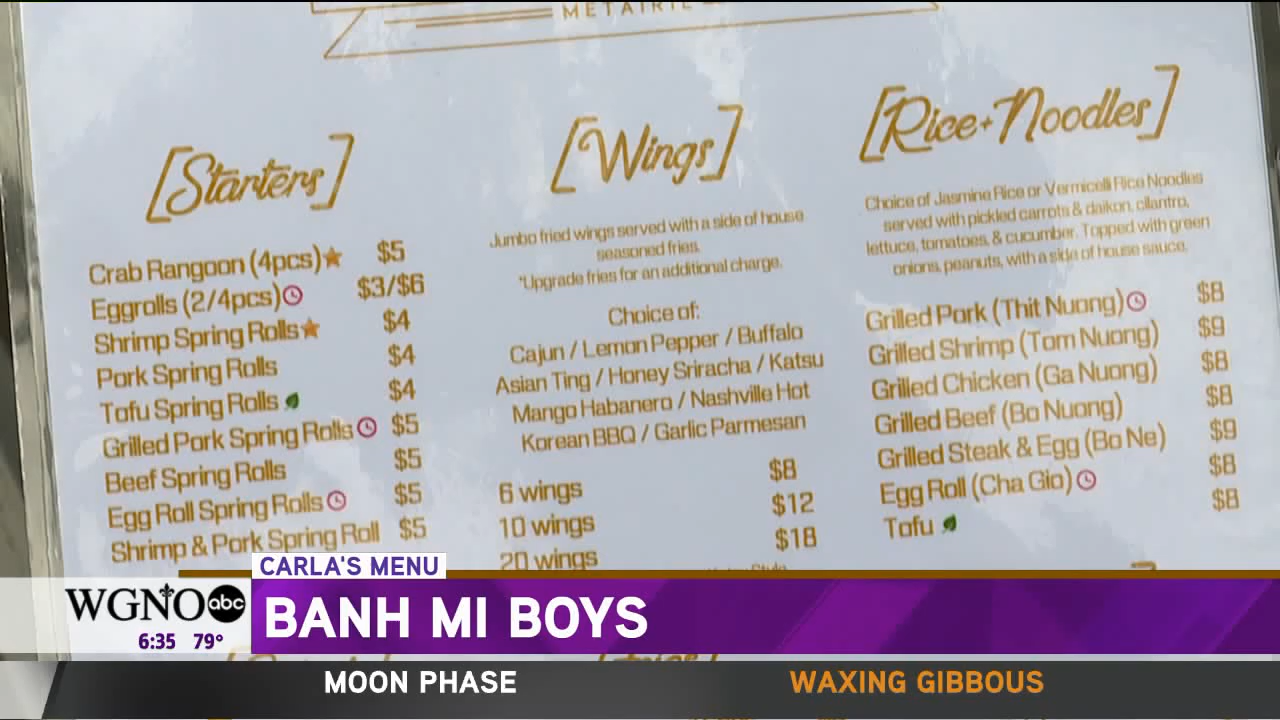 METAIRIE
[Starters]
Crab Rangoon (4pcs) $5
Eggrolls (2/4pcs) $3/$6
Shrimp Spring Rolls $4
Pork Spring Rolls $4
Tofu Spring Rolls $4
Grilled Pork Spring Rolls $5
Beef Spring Rolls $5
Egg Roll Spring Rolls $5
Shrimp & Pork Spring Roll $5
[Wings]
Jumbo fried wings served with a side of house
seasoned fries.
*Upgrade fries for an additional charge.
Choice of:
Cajun / Lemon Pepper / Buffalo
Asian Ting / Honey Sriracha / Katsu
Mango Habanero / Nashville Hot
Korean BBQ / Garlic Parmesan
6 wings $8
10 wings $12
20 wings $18
[Rice + Noodles]
Choice of Jasmine Rice or Vermicelli Rice Noodles
served with pickled carrots & daikon, cilantro,
lettuce, tomatoes, & cucumber. Topped with green
onions, peanuts, with a side of house sauce.
Grilled Pork (Thit Nuong) $8
Grilled Shrimp (Tom Nuong) $9
Grilled Chicken (Ga Nuong) $8
Grilled Beef (Bo Nuong) $8
Grilled Steak & Egg (Bo Ne) $9
Egg Roll (Cha Gio) $8
Tofu $8
CARLA'S MENU
WGNO abc
BANH MI BOYS
6:35 79°
MOON PHASE WAXING GIBBOUS